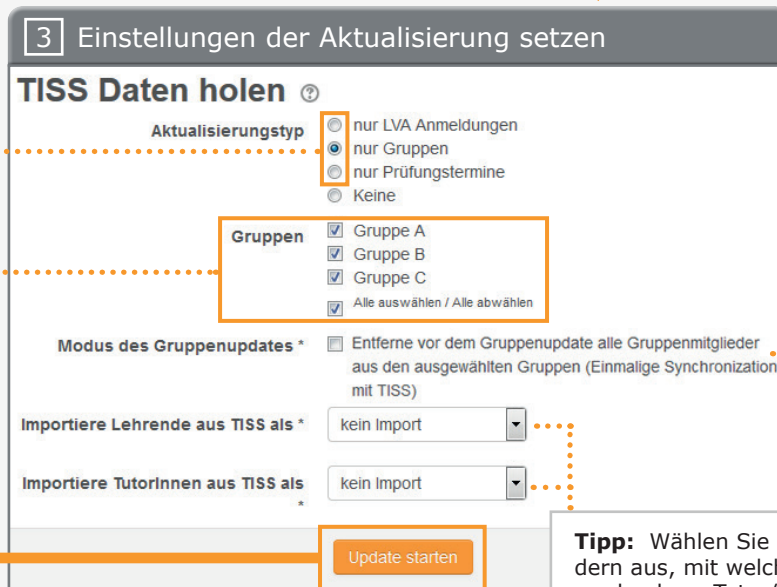 3 Einstellungen der Aktualisierung setzen
TISS Daten holen ?
Aktualisierungstyp
nur LVA Anmeldungen
nur Gruppen
nur Prüfungstermine
Keine
Gruppen
Gruppe A
Gruppe B
Gruppe C
Alle auswählen / Alle abwählen
Modus des Gruppenupdates *
Entferne vor dem Gruppenupdate alle Gruppenmitglieder
aus den ausgewählten Gruppen (Einmalige Synchronization
mit TISS)
Importiere Lehrende aus TISS als *
kein Import
Importiere TutorInnen aus TISS als
*
kein Import
Update starten
Tipp: Wählen Sie
dern aus, mit welch